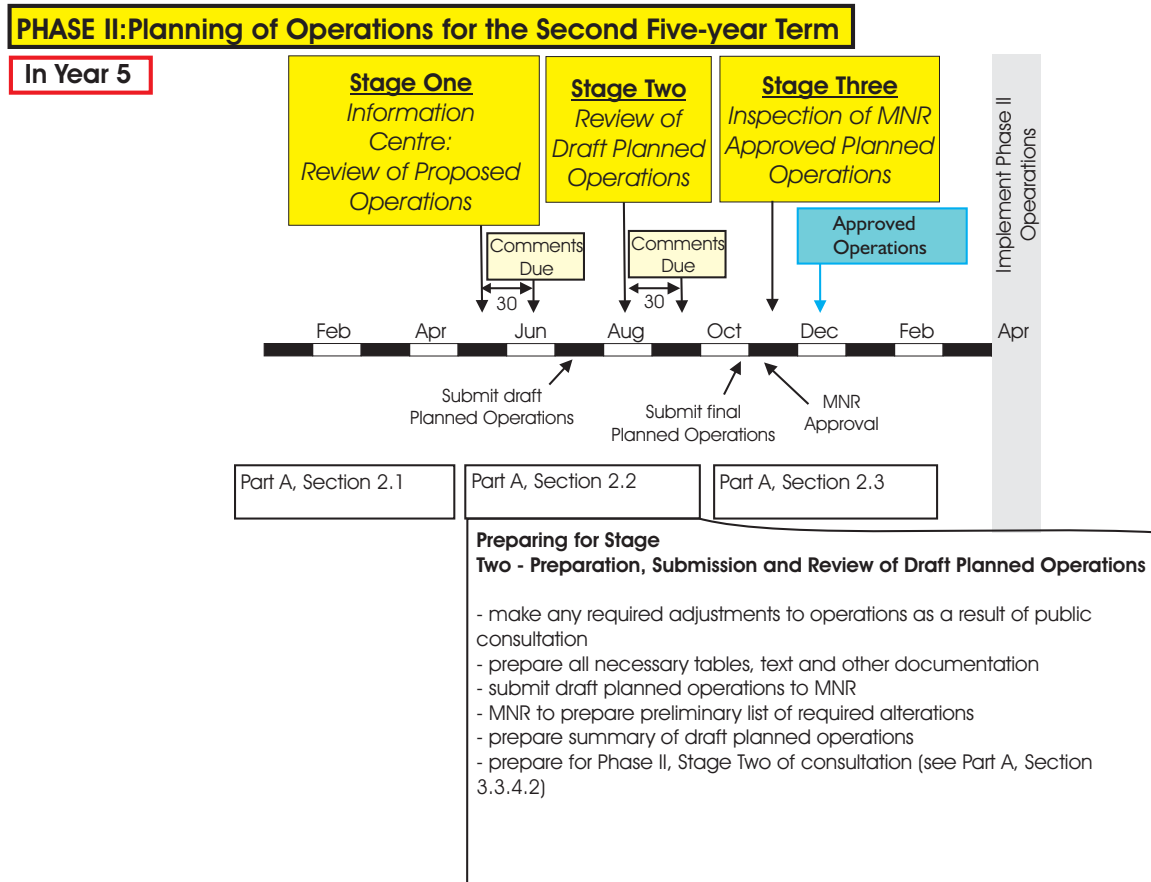 PHASE II:Planning of Operations for the Second Five-year Term
In Year 5
Stage One
Information
Centre:
Review of Proposed
Operations
Stage Two
Review of
Draft Planned
Operations
Stage Three
Inspection of MNR
Approved Planned
Operations
Implement Phase II
Opearations
Comments
Due
30
Comments
Due
30
Approved
Operations
Feb
Apr
Jun
Aug
Oct
Dec
Feb
Apr
Submit draft
Planned Operations
Submit final
Planned Operations
MNR
Approval
Part A, Section 2.1
Part A, Section 2.2
Part A, Section 2.3
Preparing for Stage
Two - Preparation, Submission and Review of Draft Planned Operations
- make any required adjustments to operations as a result of public
consultation
- prepare all necessary tables, text and other documentation
- submit draft planned operations to MNR
- MNR to prepare preliminary list of required alterations
- prepare summary of draft planned operations
- prepare for Phase II, Stage Two of consultation (see Part A, Section
3.3.4.2)